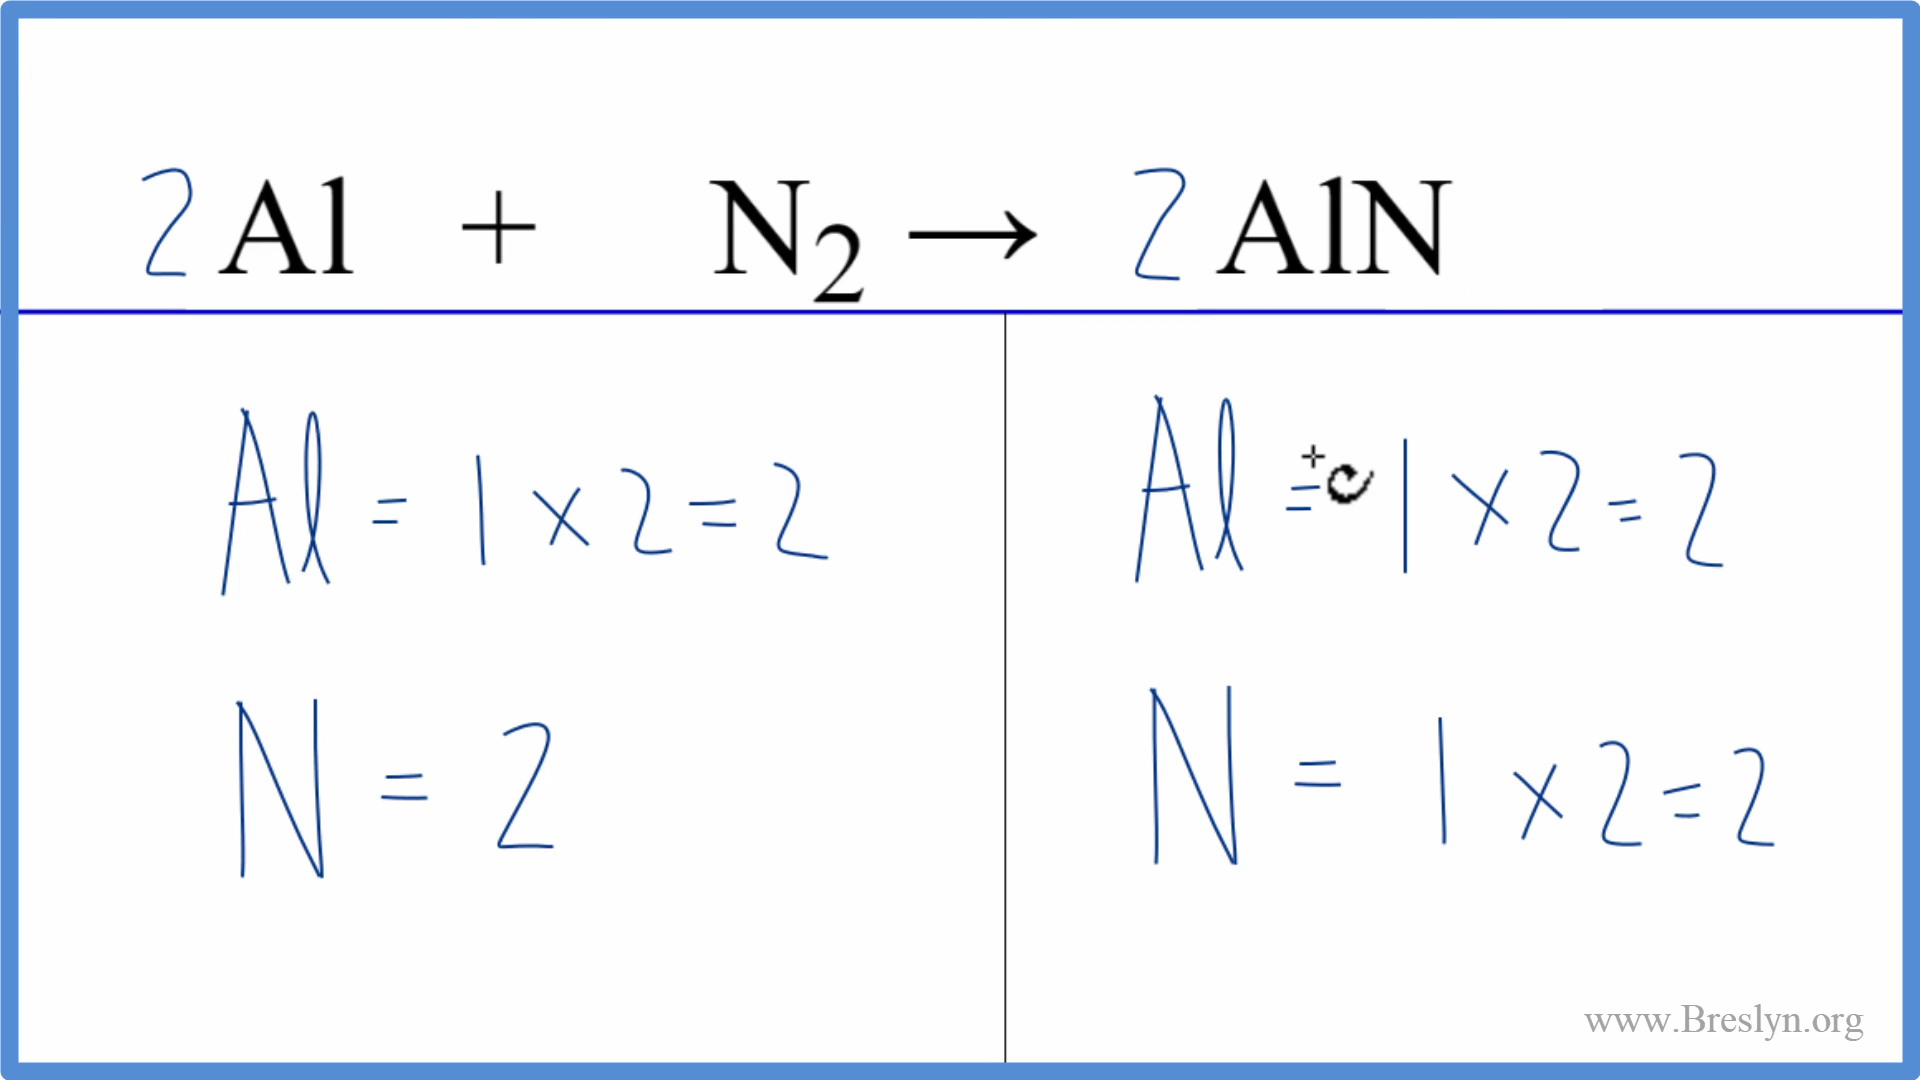 2 Al + N₂ → 2 AlN
Al = 1 x 2 = 2
Al = 1 x 2 = 2
N = 2
N = 1 x 2 = 2
www.Breslyn.org